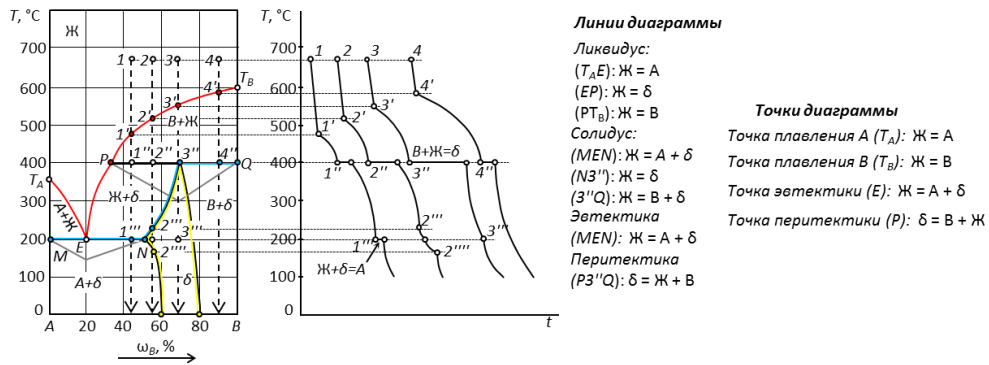 T, °C
Ж
700
600
500
400
300
200
100
0
1
2
3
4
T_B
4'
3'
2'
1'
В+Ж
P
1''
2''
3''
4''
Q
T_A
А+Ж
Ж+δ
В+δ
2'''
1'''
3'''
M
E
N
2''''
А+δ
δ
A
20
40
60
80
B
ω_B, %
T, °C
700
600
500
400
300
200
100
0
1
2
3
4
4'
3'
2'
1'
В+Ж=δ
1''
2''
3''
4''
2'''
1'''
3'''
2''''
Ж+δ=А
t
Линии диаграммы
Ликвидус:
(T_AE): Ж = А
(EP): Ж = δ
(PT_B): Ж = В
Солидус:
(MEN): Ж = А + δ
(N3''): Ж = δ
(3''Q): Ж = В + δ
Эвтектика
(MEN): Ж = А + δ
Перитектика
(P3''Q): δ = Ж + В
Точки диаграммы
Точка плавления А (T_A): Ж = А
Точка плавления В (T_B): Ж = В
Точка эвтектики (E): Ж = А + δ
Точка перитектики (P): δ = В + Ж